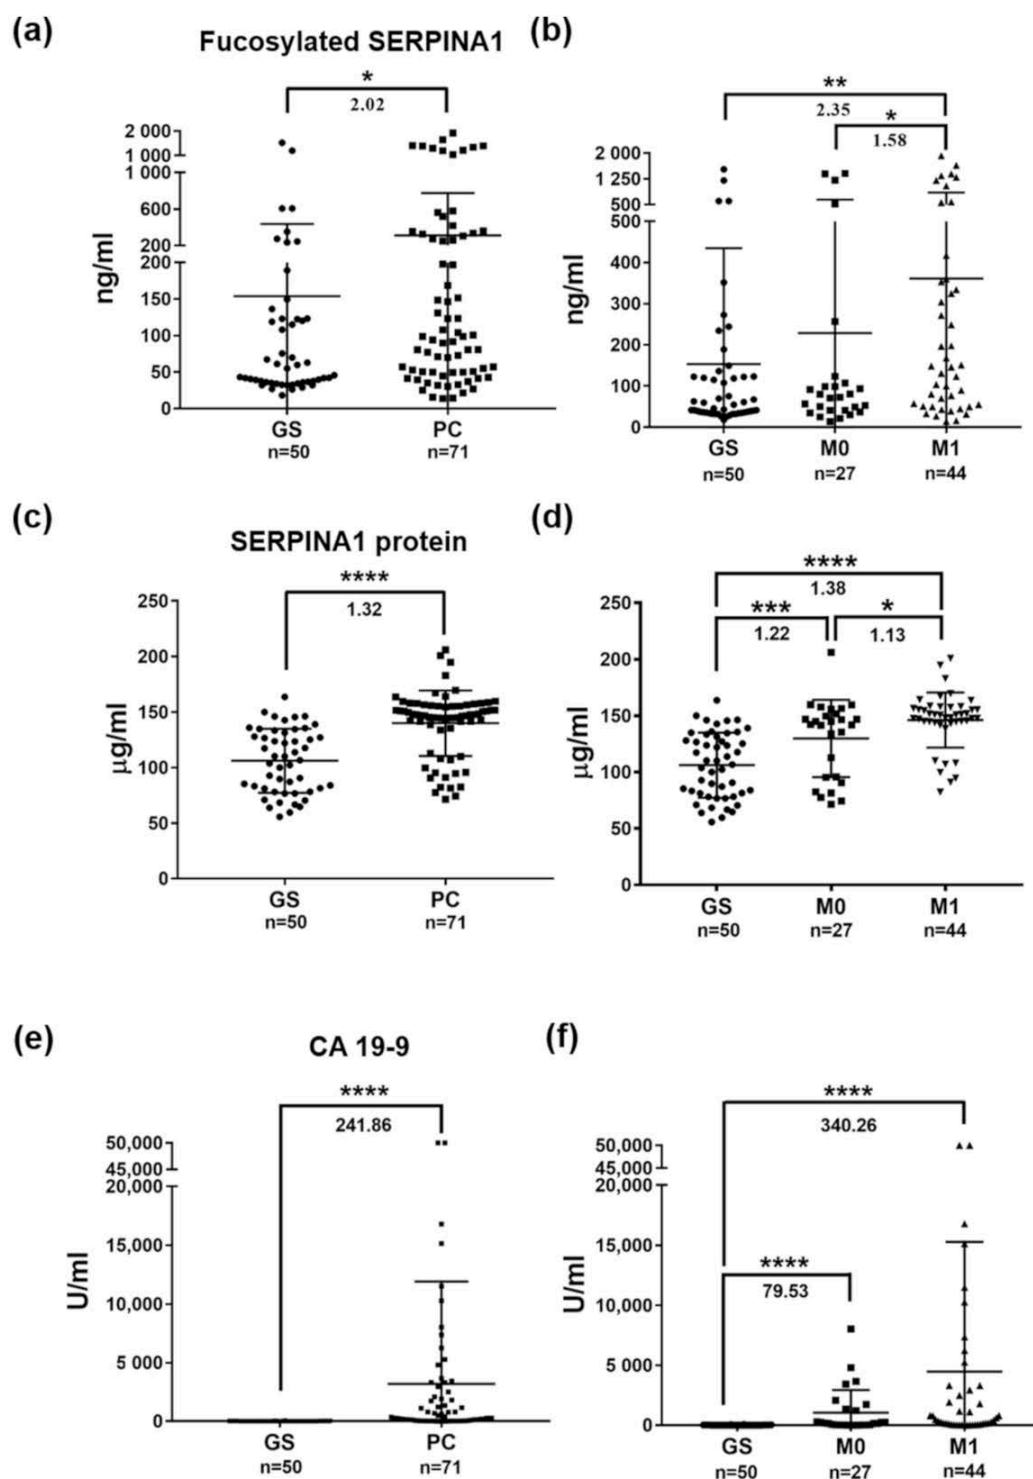 (a)
Fucosylated SERPINA1
*
2.02
2 000
1 000
1 000
600
200
200
150
100
50
0
ng/ml
GS
PC
n=50
n=71
(b)
**
2.35
*
1.58
2 000
1 250
500
500
400
300
200
100
0
ng/ml
GS
M0
M1
n=50
n=27
n=44
(c)
SERPINA1 protein
****
1.32
250
200
150
100
50
0
µg/ml
GS
PC
n=50
n=71
(d)
****
1.38
***
1.22
*
1.13
250
200
150
100
50
0
µg/ml
GS
M0
M1
n=50
n=27
n=44
(e)
CA 19-9
****
241.86
50,000
45,000
20,000
15,000
10,000
5 000
0
U/ml
GS
PC
n=50
n=71
(f)
****
340.26
****
79.53
50,000
45,000
20,000
15,000
10,000
5 000
0
U/ml
GS
M0
M1
n=50
n=27
n=44